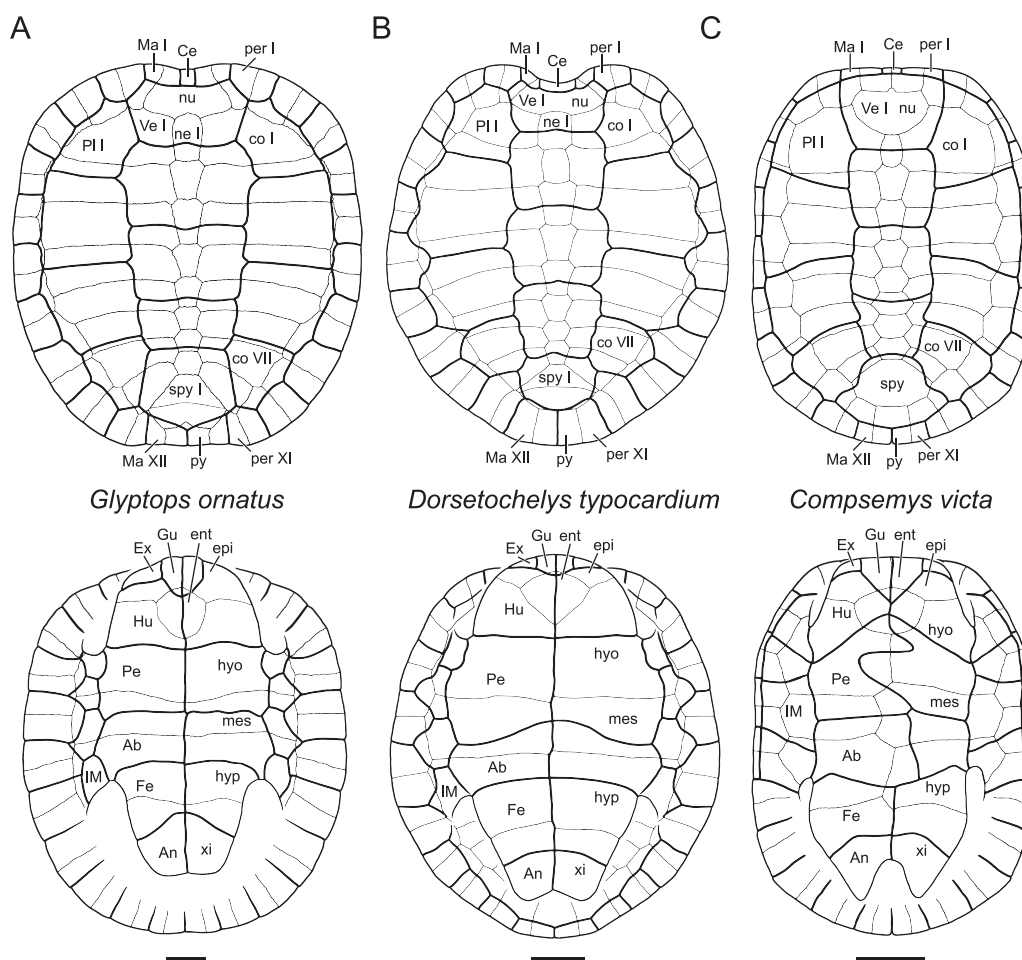 A
B
C
Ma I
Ce
per I
nu
Ve I
ne I
Pl I
co I
co VII
spy I
Ma XII
py
per XI
Ma I
Ce
per I
Ve I
nu
ne I
Pl I
co I
co VII
spy I
Ma XII
py
per XI
Ma I
Ce
per I
Ve I
nu
Pl I
co I
co VII
spy
Ma XII
py
per XI
Glyptops ornatus
Dorsetochelys typocardium
Compsemys victa
Ex
Gu
ent
epi
Hu
Pe
hyo
mes
Ab
IM
Fe
hyp
An
xi
Ex
Gu
ent
epi
Hu
hyo
Pe
mes
Ab
IM
Fe
hyp
An
xi
Ex
Gu
ent
epi
Hu
hyo
Pe
IM
mes
Ab
hyp
Fe
An
xi